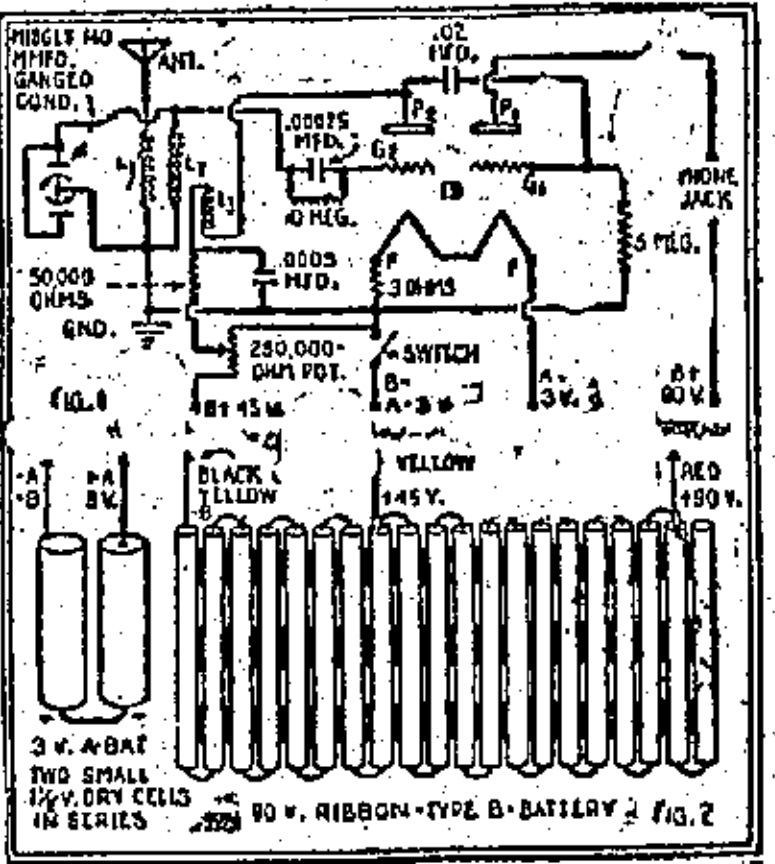 MMFD.
GANGED
COND.
ANT.
.02
MFD.
P2
.00025
MFD.
G2
10 MEG.
PHONE
JACK
5 MEG.
.0005
MFD.
F
F
3 OHMS
50,000
OHMS
GND.
250,000-
OHM POT.
SWITCH
B-
B+ 45 V.
A-3 V.
A+
3 V.
B+
90 V.
FIG.1
-A
-B
+A
3 V.
BLACK &
YELLOW
-B
YELLOW
+45 V.
RED
+90 V.
3 V. A-BAT
TWO SMALL
1½ V. DRY CELLS
IN SERIES
90 V. RIBBON-TYPE B-BATTERY
FIG.2